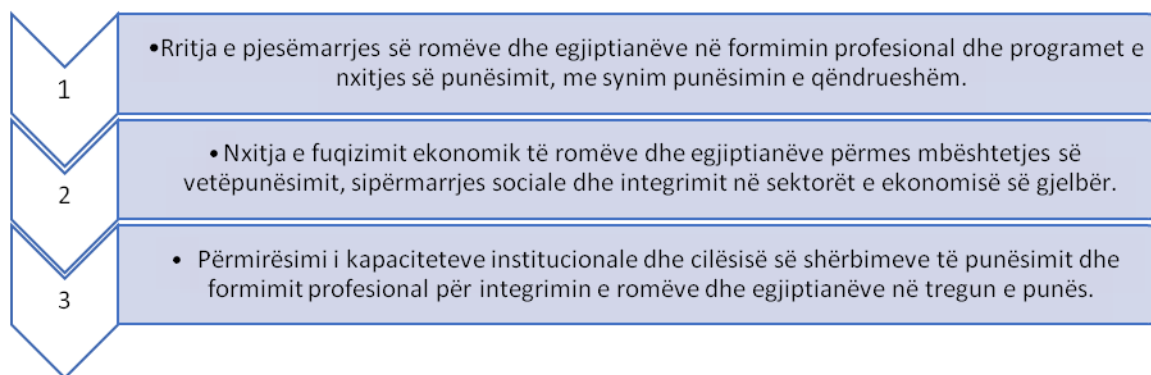 1
•Rritja e pjesëmarrjes së romëve dhe egjiptianëve në formimin profesional dhe programet e
nxitjes së punësimit, me synim punësimin e qëndrueshëm.
2
•Nxitja e fuqizimit ekonomik të romëve dhe egjiptianëve përmes mbështetjes së
vetëpunësimit, sipërmarrjes sociale dhe integrimit në sektorët e ekonomisë së gjelbër.
3
• Përmirësimi i kapaciteteve institucionale dhe cilësisë së shërbimeve të punësimit dhe
formimit profesional për integrimin e romëve dhe egjiptianëve në tregun e punës.